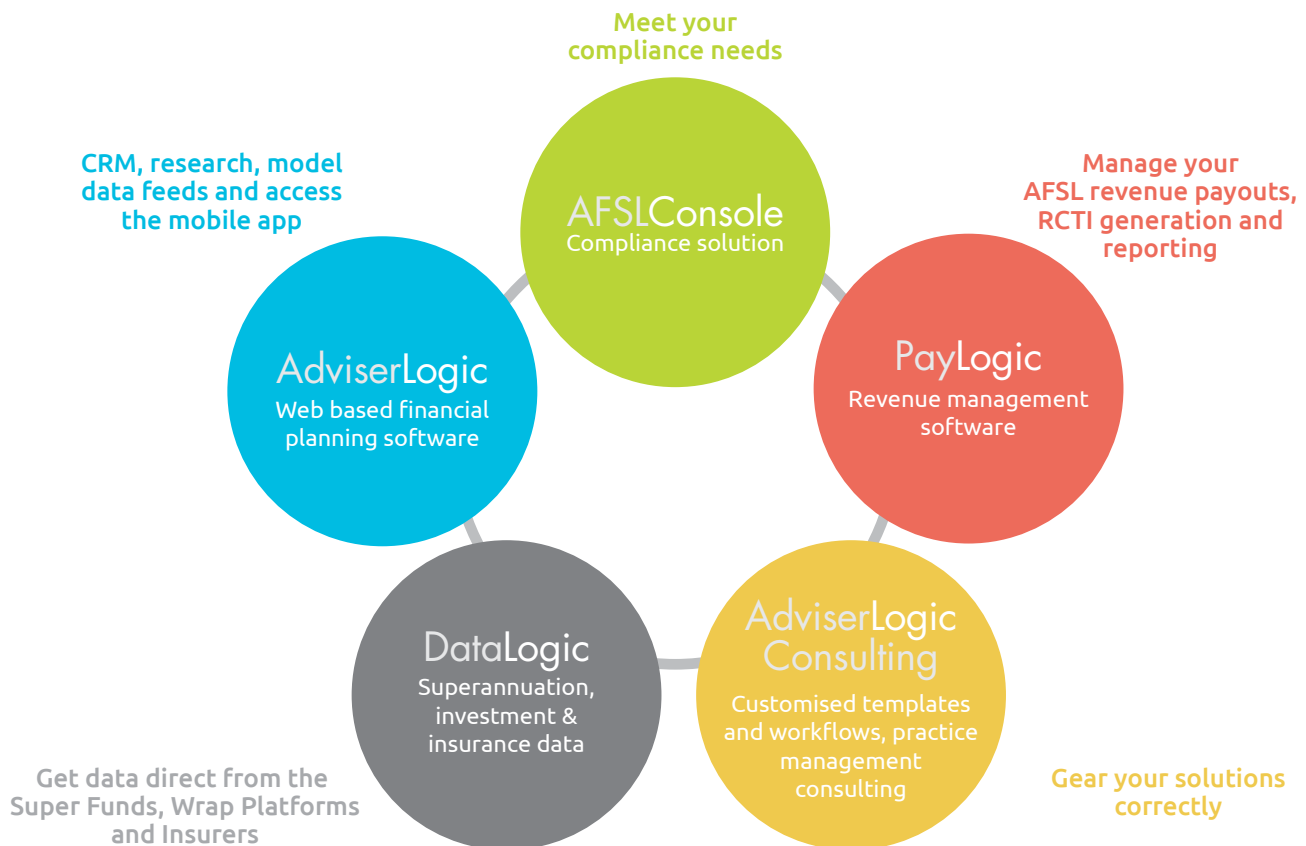 Meet your
compliance needs
CRM, research, model
data feeds and access
the mobile app
Manage your
AFSL revenue payouts,
RCTI generation and
reporting
AFSLConsole
Compliance solution
AdviserLogic
Web based financial
planning software
PayLogic
Revenue management
software
DataLogic
Superannuation,
investment &
insurance data
AdviserLogic
Consulting
Customised templates
and workflows, practice
management
consulting
Get data direct from the
Super Funds, Wrap Platforms
and Insurers
Gear your solutions
correctly